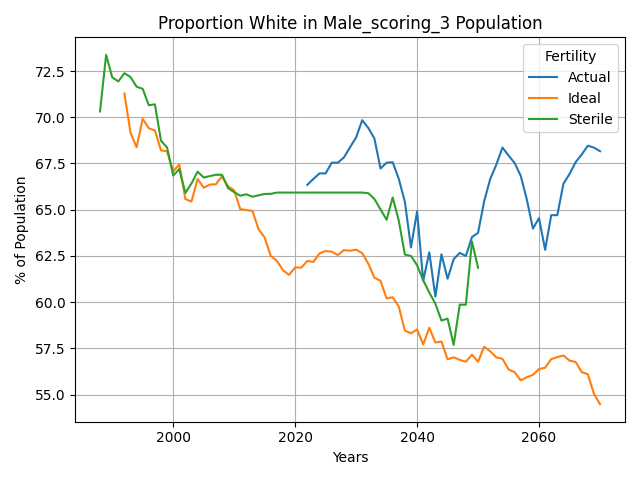 Proportion White in Male_scoring_3 Population
Fertility
Actual
Ideal
Sterile
% of Population
72.5
70.0
67.5
65.0
62.5
60.0
57.5
55.0
2000
2020
2040
2060
Years